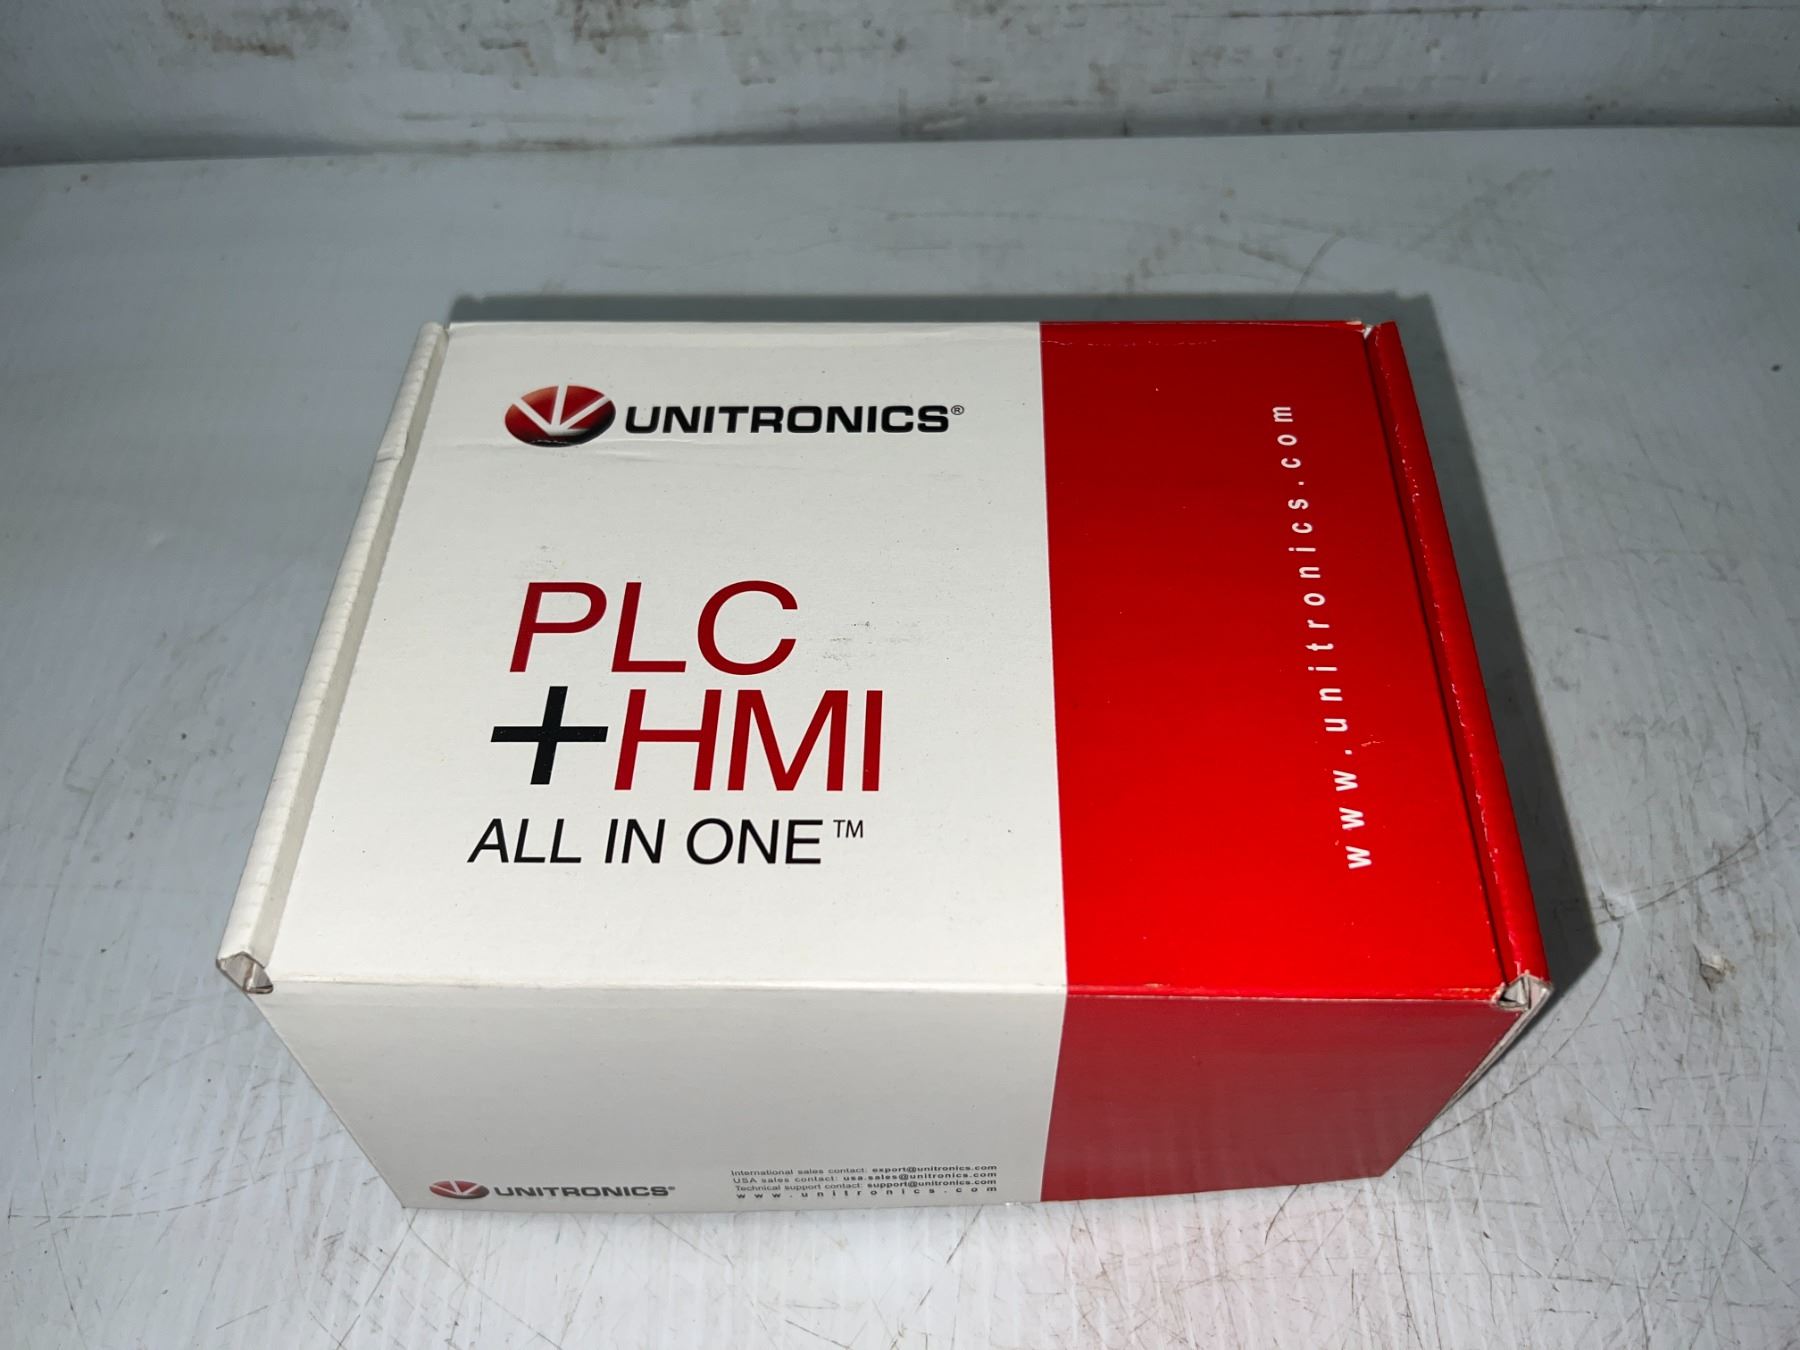 UNITRONICS®
PLC
+HMI
ALL IN ONE™
www.unitronics.com
UNITRONICS®
International sales contact: export@unitronics.com
USA sales contact: usa.sales@unitronics.com
Technical support contact: support@unitronics.com
www.unitronics.com